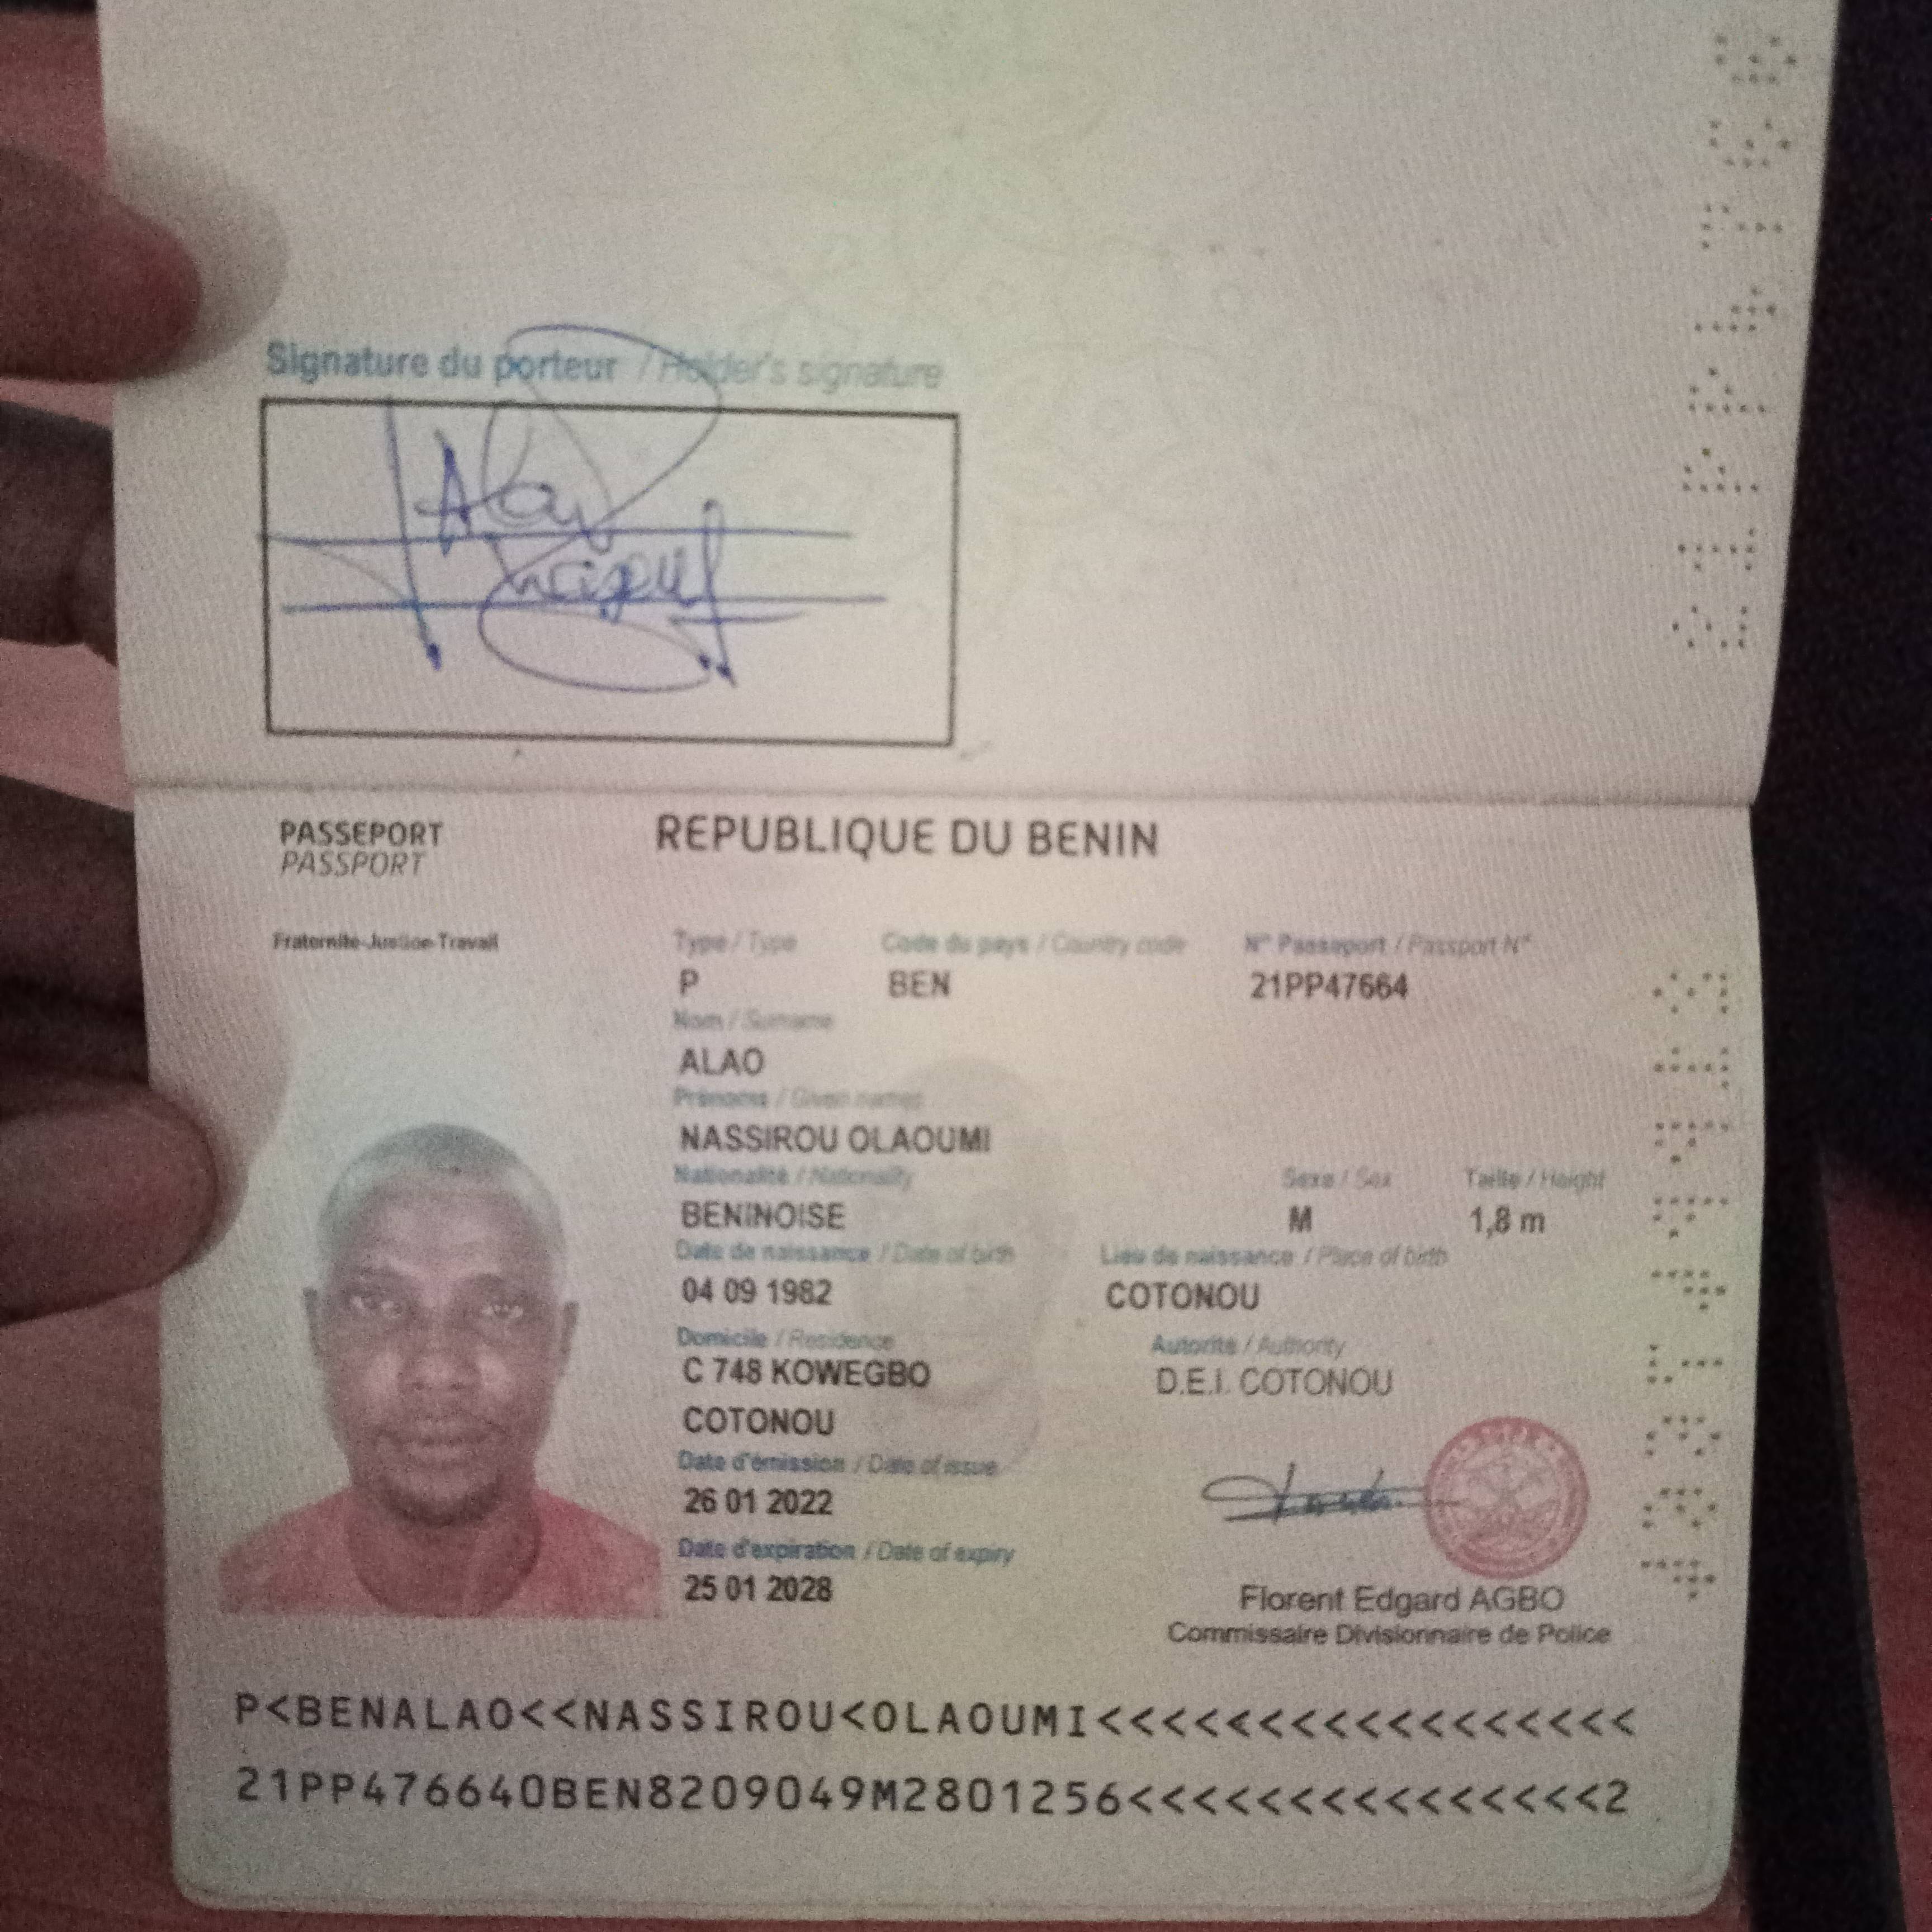 Signature du porteur / Holder's signature
Alao
PASSEPORT
PASSPORT
REPUBLIQUE DU BENIN
Fraternité-Justice-Travail
Type / Type Code du pays / Country code N° Passeport / Passport N°
P BEN 21PP47664
Nom / Surname
ALAO
Prénoms / Given names
NASSIROU OLAOUMI
Nationalité / Nationality Sexe / Sex Taille / Height
BENINOISE M 1,8 m
Date de naissance / Date of birth Lieu de naissance / Place of birth
04 09 1982 COTONOU
Domicile / Residence Autorité / Authority
C 748 KOWEGBO D.E.I. COTONOU
COTONOU
Date d'émission / Date of issue
26 01 2022
Date d'expiration / Date of expiry
25 01 2028
Florent Edgard AGBO
Commissaire Divisionnaire de Police
P<BENALAO<<NASSIROU<OLAOUMI<<<<<<<<<<<<<<<<<
21PP476640BEN8209049M2801256<<<<<<<<<<<<<<<2